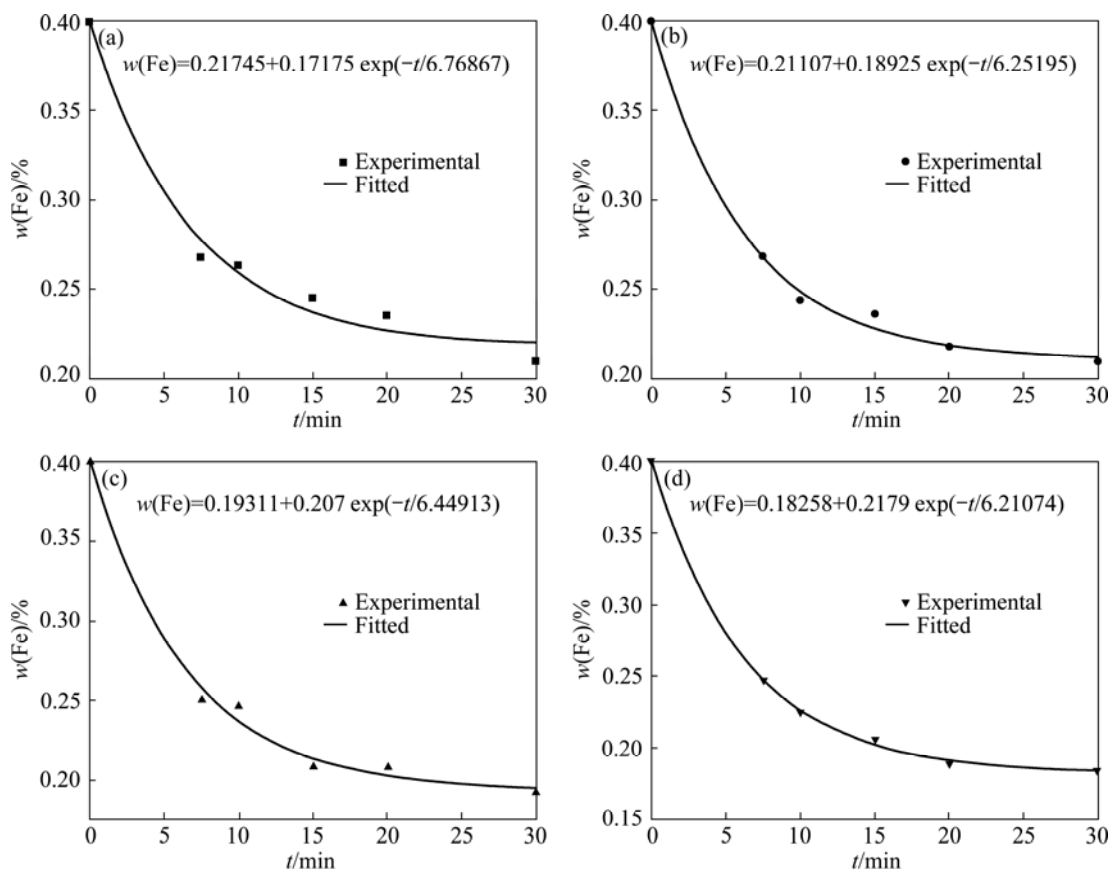 (a)
w(Fe)=0.21745+0.17175 exp(−t/6.76867)
Experimental
Fitted
w(Fe)/%
0.40
0.35
0.30
0.25
0.20
0 5 10 15 20 25 30
t/min
(b)
w(Fe)=0.21107+0.18925 exp(−t/6.25195)
Experimental
Fitted
w(Fe)/%
0.40
0.35
0.30
0.25
0.20
0 5 10 15 20 25 30
t/min
(c)
w(Fe)=0.19311+0.207 exp(−t/6.44913)
Experimental
Fitted
w(Fe)/%
0.40
0.35
0.30
0.25
0.20
0 5 10 15 20 25 30
t/min
(d)
w(Fe)=0.18258+0.2179 exp(−t/6.21074)
Experimental
Fitted
w(Fe)/%
0.40
0.35
0.30
0.25
0.20
0.15
0 5 10 15 20 25 30
t/min